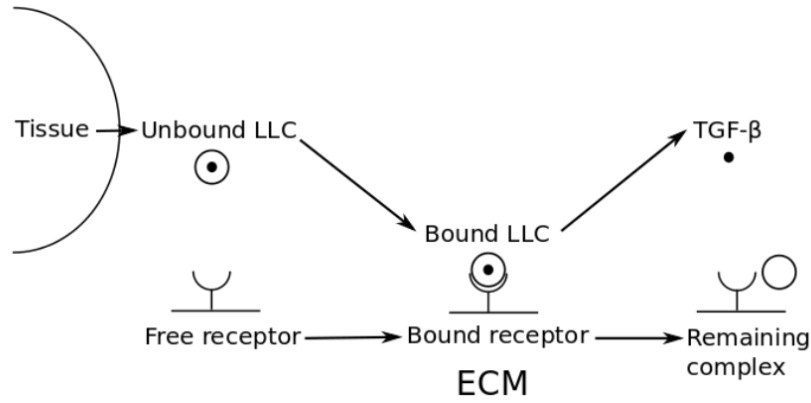 Tissue
Unbound LLC
TGF-β
Bound LLC
Free receptor
Bound receptor
Remaining
complex
ECM